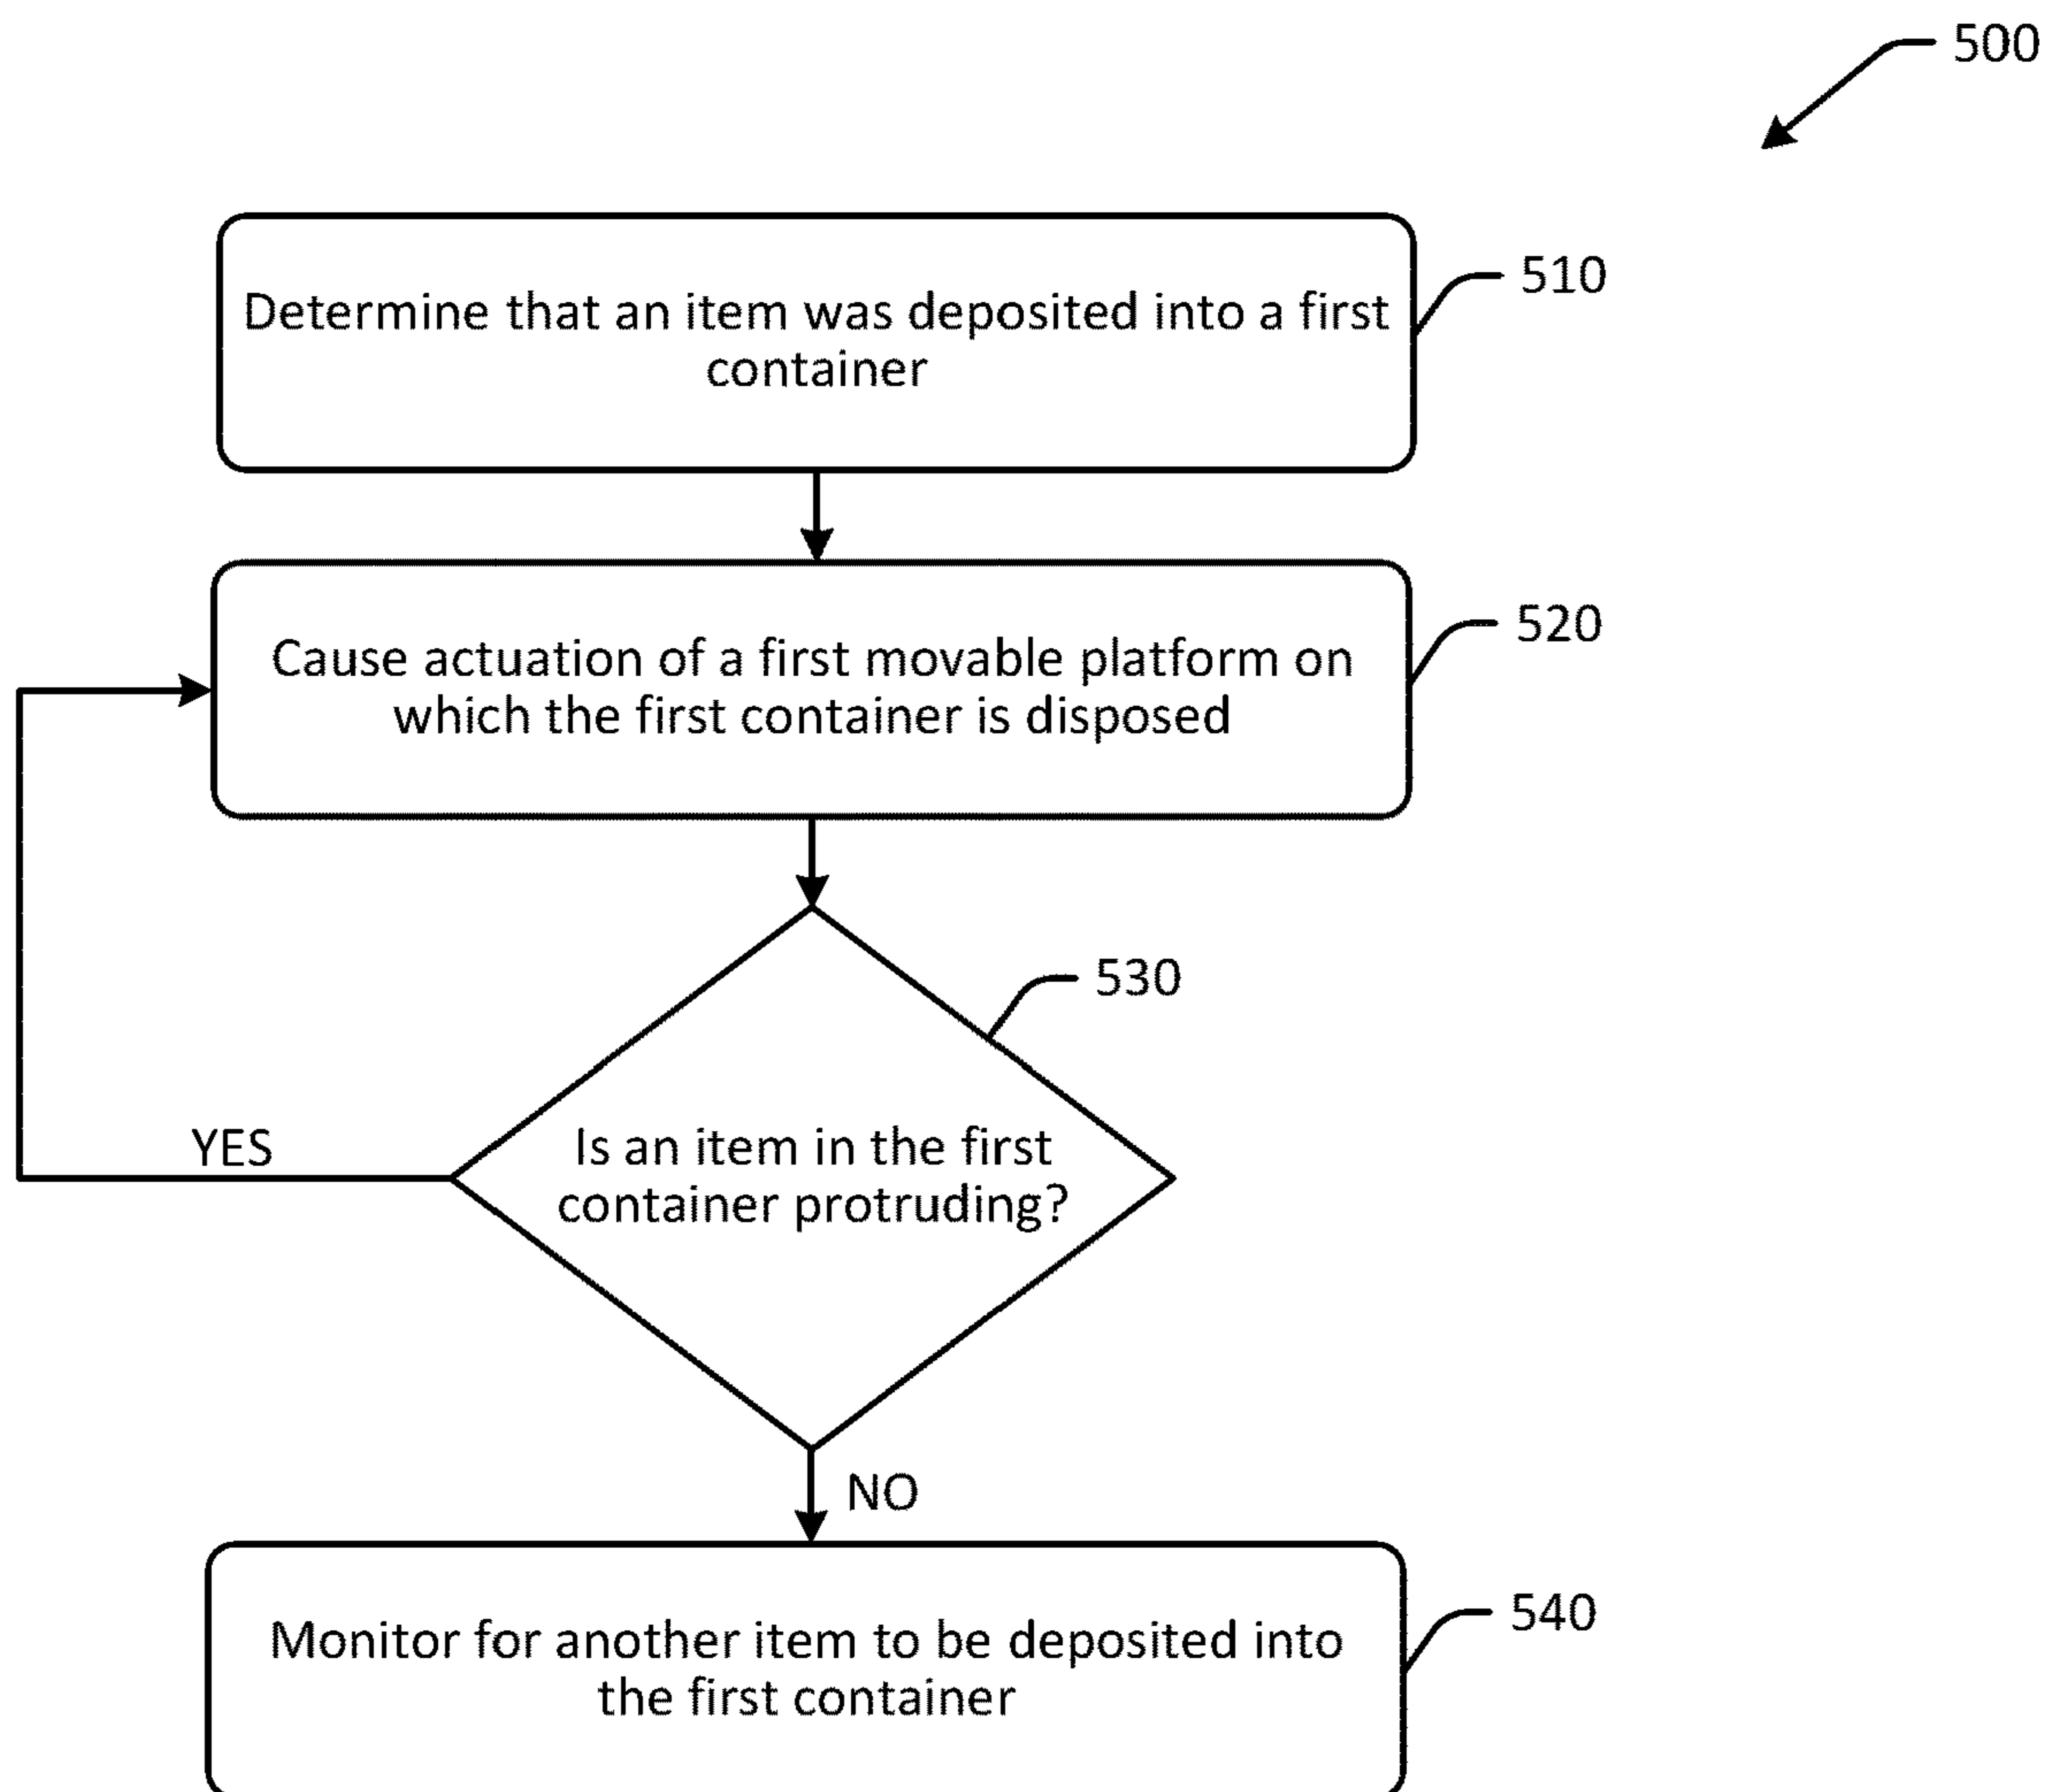 500
Determine that an item was deposited into a first
container
510
Cause actuation of a first movable platform on
which the first container is disposed
520
530
Is an item in the first
container protruding?
YES
NO
Monitor for another item to be deposited into
the first container
540